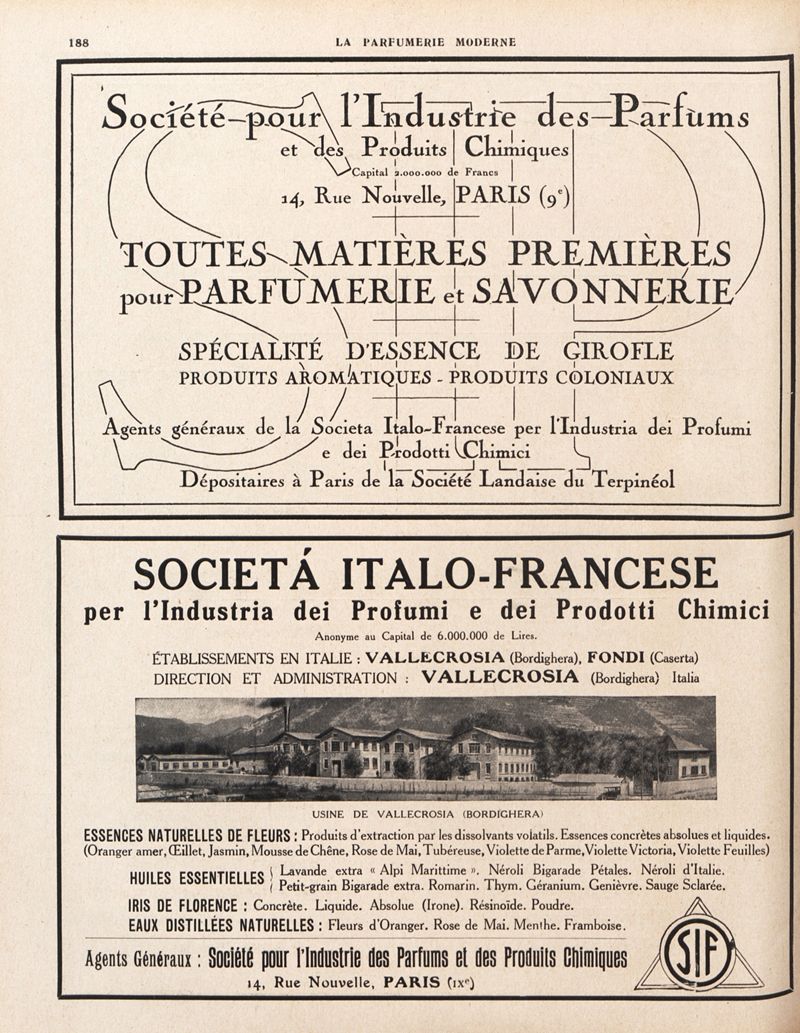 188
LA PARFUMERIE MODERNE
Société pour l'Industrie des Parfums
et des Produits Chimiques
Capital 2.000.000 de Francs
14, Rue Nouvelle, PARIS (9e)
TOUTES MATIÈRES PREMIÈRES
pour PARFUMERIE et SAVONNERIE
SPÉCIALITÉ D'ESSENCE DE GIROFLE
PRODUITS AROMATIQUES - PRODUITS COLONIAUX
Agents généraux de la Societa Italo-Francese per l'Industria dei Profumi
e dei Prodotti Chimici
Dépositaires à Paris de la Société Landaise du Terpinéol
SOCIETÁ ITALO-FRANCESE
per l'Industria dei Profumi e dei Prodotti Chimici
Anonyme au Capital de 6.000.000 de Lires.
ÉTABLISSEMENTS EN ITALIE : VALLECROSIA (Bordighera), FONDI (Caserta)
DIRECTION ET ADMINISTRATION : VALLECROSIA (Bordighera) Italia
USINE DE VALLECROSIA (BORDIGHERA)
ESSENCES NATURELLES DE FLEURS : Produits d'extraction par les dissolvants volatils. Essences concrètes absolues et liquides.
(Oranger amer, Œillet, Jasmin, Mousse de Chêne, Rose de Mai, Tubéreuse, Violette de Parme, Violette Victoria, Violette Feuilles)
HUILES ESSENTIELLES { Lavande extra « Alpi Marittime ». Néroli Bigarade Pétales. Néroli d'Italie.
Petit-grain Bigarade extra. Romarin. Thym. Géranium. Genièvre. Sauge Sclarée.
IRIS DE FLORENCE : Concrète. Liquide. Absolue (Irone). Résinoïde. Poudre.
EAUX DISTILLÉES NATURELLES : Fleurs d'Oranger. Rose de Mai. Menthe. Framboise.
Agents Généraux : Société pour l'Industrie des Parfums et des Produits Chimiques
14, Rue Nouvelle, PARIS (IXe)
SIF